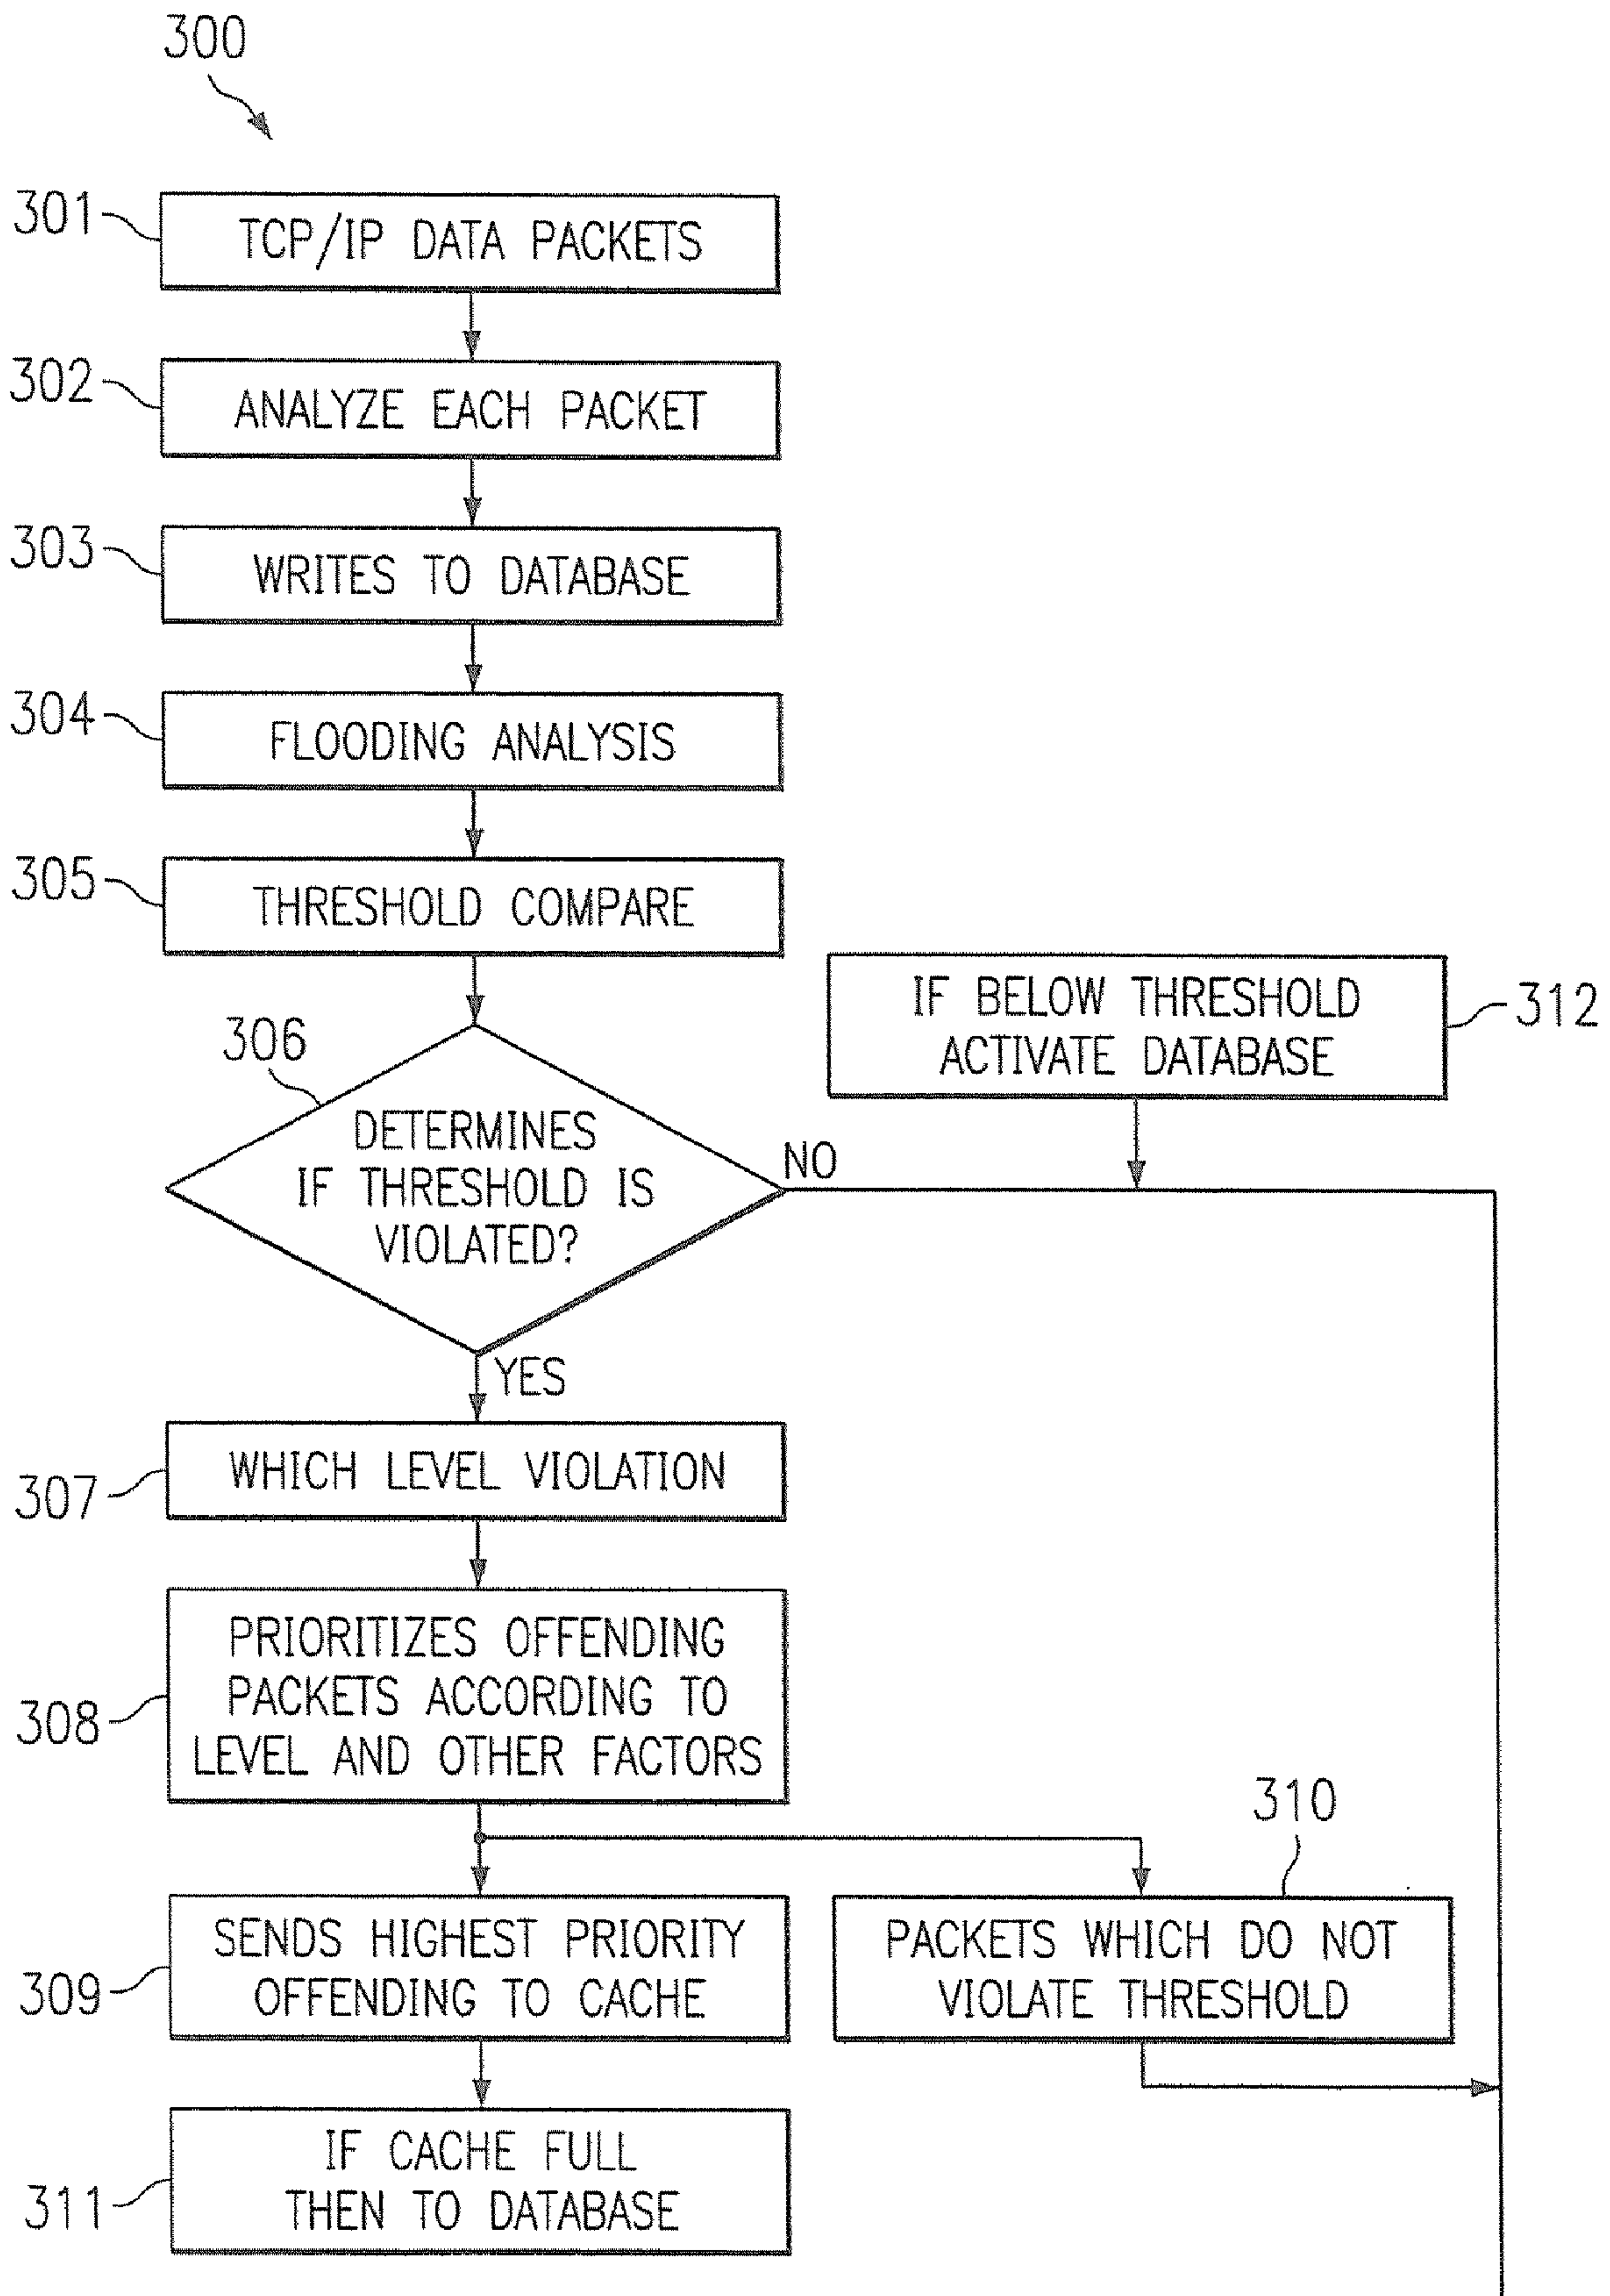 300
301
TCP/IP DATA PACKETS
302
ANALYZE EACH PACKET
303
WRITES TO DATABASE
304
FLOODING ANALYSIS
305
THRESHOLD COMPARE
IF BELOW THRESHOLD
ACTIVATE DATABASE
312
306
DETERMINES
IF THRESHOLD IS
VIOLATED?
NO
YES
307
WHICH LEVEL VIOLATION
308
PRIORITIZES OFFENDING
PACKETS ACCORDING TO
LEVEL AND OTHER FACTORS
309
SENDS HIGHEST PRIORITY
OFFENDING TO CACHE
310
PACKETS WHICH DO NOT
VIOLATE THRESHOLD
311
IF CACHE FULL
THEN TO DATABASE